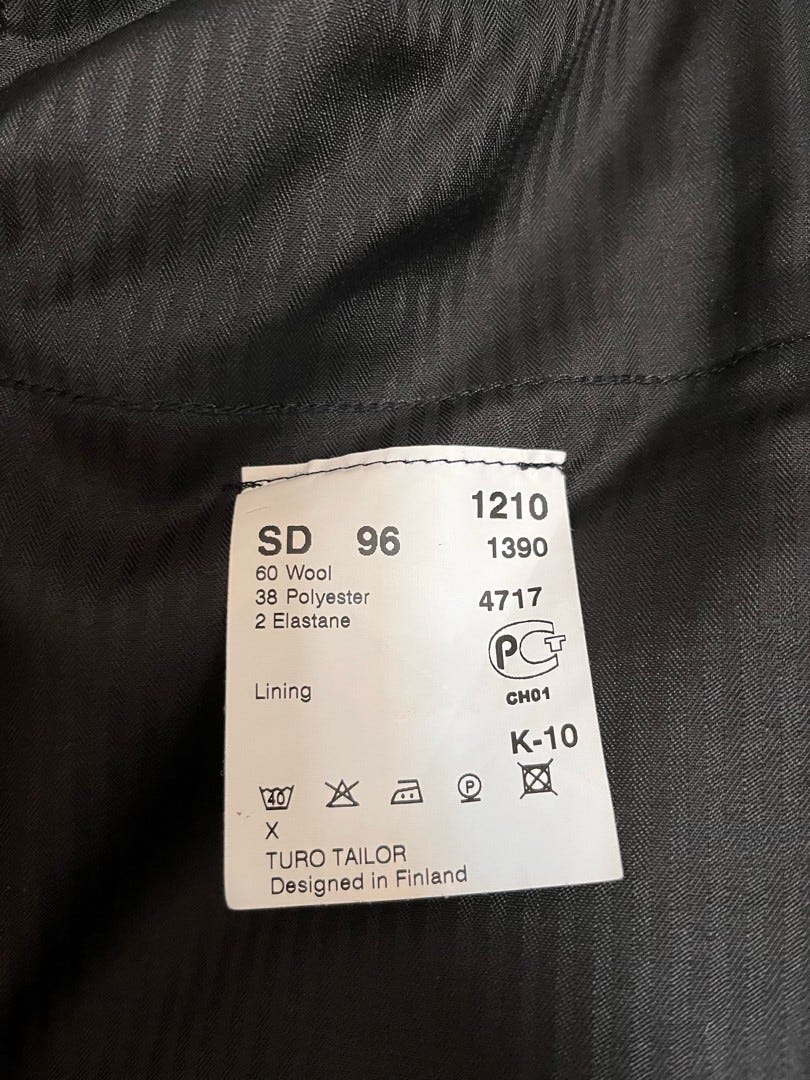 1210
SD 96
1390
60 Wool
38 Polyester
4717
2 Elastane
PCT
Lining
CH01
K-10
40
P
X
TURO TAILOR
Designed in Finland